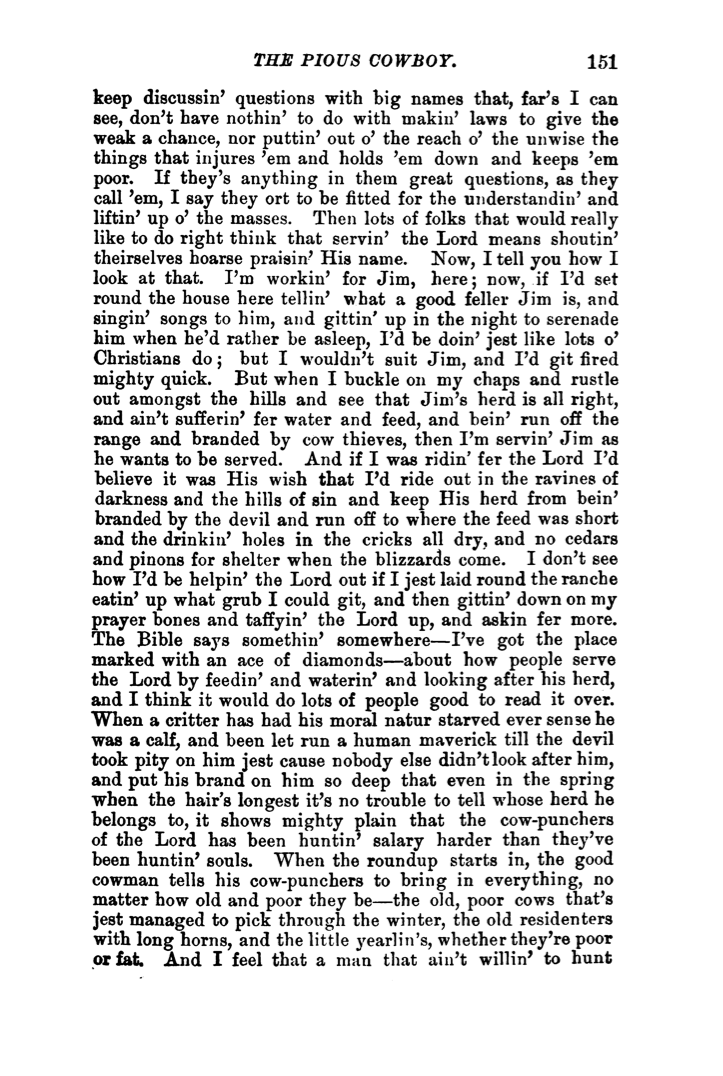 THE PIOUS COWBOY. 151
keep discussin' questions with big names that, far's I can
see, don't have nothin' to do with makin' laws to give the
weak a chance, nor puttin' out o' the reach o' the unwise the
things that injures 'em and holds 'em down and keeps 'em
poor. If they's anything in them great questions, as they
call 'em, I say they ort to be fitted for the understandin' and
liftin' up o' the masses. Then lots of folks that would really
like to do right think that servin' the Lord means shoutin'
theirselves hoarse praisin' His name. Now, I tell you how I
look at that. I'm workin' for Jim, here; now, if I'd set
round the house here tellin' what a good feller Jim is, and
singin' songs to him, and gittin' up in the night to serenade
him when he'd rather be asleep, I'd be doin' jest like lots o'
Christians do; but I wouldn't suit Jim, and I'd git fired
mighty quick. But when I buckle on my chaps and rustle
out amongst the hills and see that Jim's herd is all right,
and ain't sufferin' fer water and feed, and bein' run off the
range and branded by cow thieves, then I'm servin' Jim as
he wants to be served. And if I was ridin' fer the Lord I'd
believe it was His wish that I'd ride out in the ravines of
darkness and the hills of sin and keep His herd from bein'
branded by the devil and run off to where the feed was short
and the drinkin' holes in the cricks all dry, and no cedars
and pinons for shelter when the blizzards come. I don't see
how I'd be helpin' the Lord out if I jest laid round the ranche
eatin' up what grub I could git, and then gittin' down on my
prayer bones and taffyin' the Lord up, and askin fer more.
The Bible says somethin' somewhere—I've got the place
marked with an ace of diamonds—about how people serve
the Lord by feedin' and waterin' and looking after his herd,
and I think it would do lots of people good to read it over.
When a critter has had his moral natur starved ever sense he
was a calf, and been let run a human maverick till the devil
took pity on him jest cause nobody else didn't look after him,
and put his brand on him so deep that even in the spring
when the hair's longest it's no trouble to tell whose herd he
belongs to, it shows mighty plain that the cow-punchers
of the Lord has been huntin' salary harder than they've
been huntin' souls. When the roundup starts in, the good
cowman tells his cow-punchers to bring in everything, no
matter how old and poor they be—the old, poor cows that's
jest managed to pick through the winter, the old residenters
with long horns, and the little yearlin's, whether they're poor
or fat. And I feel that a man that ain't willin' to hunt